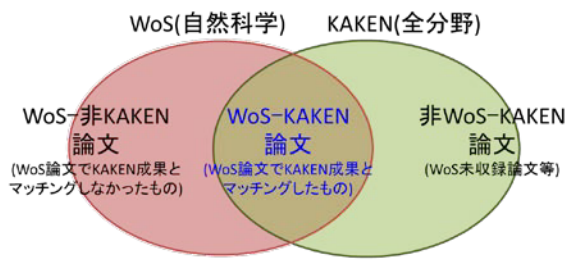 WoS(自然科学)
KAKEN(全分野)
WoS-非KAKEN
論文
(WoS論文でKAKEN成果と
マッチングしなかったもの)
WoS-KAKEN
論文
(WoS論文でKAKEN成果と
マッチングしたもの)
非WoS-KAKEN
論文
(WoS未収録論文等)